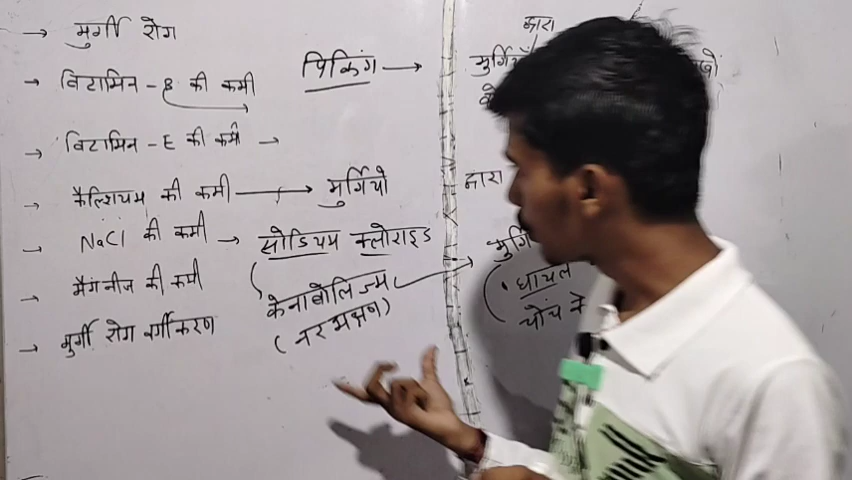 → मुर्गी रोग
→ विटामिन - B की कमी
→ विटामिन - E की कमी →
→ कैल्शियम की कमी → मुर्गियो
→ NaCl की कमी → सोडियम क्लोराइड
→ मैंगनीज की कमी
→ मुर्गी रोग वर्गीकरण
केनाबोलिज्म →
(नर भक्षण)
पिकिंग →
द्वारा
द्वारा
घायल
चोंच